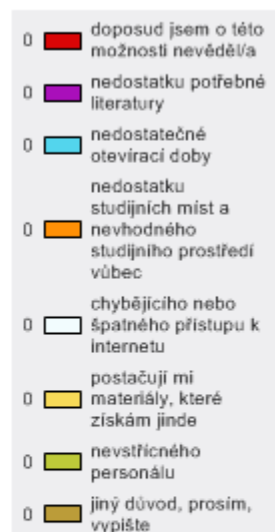 0 doposud jsem o této
možnosti nevěděl/a
0 nedostatku potřebné
literatury
0 nedostatečné
otevírací doby
nedostatku
studijních míst a
0 nevhodného
studijního prostředí
vůbec
chybějícího nebo
0 špatného přístupu k
internetu
postačují mi
0 materiály, které
získám jinde
0 nevstřícného
personálu
0 jiný důvod, prosím,
vypište